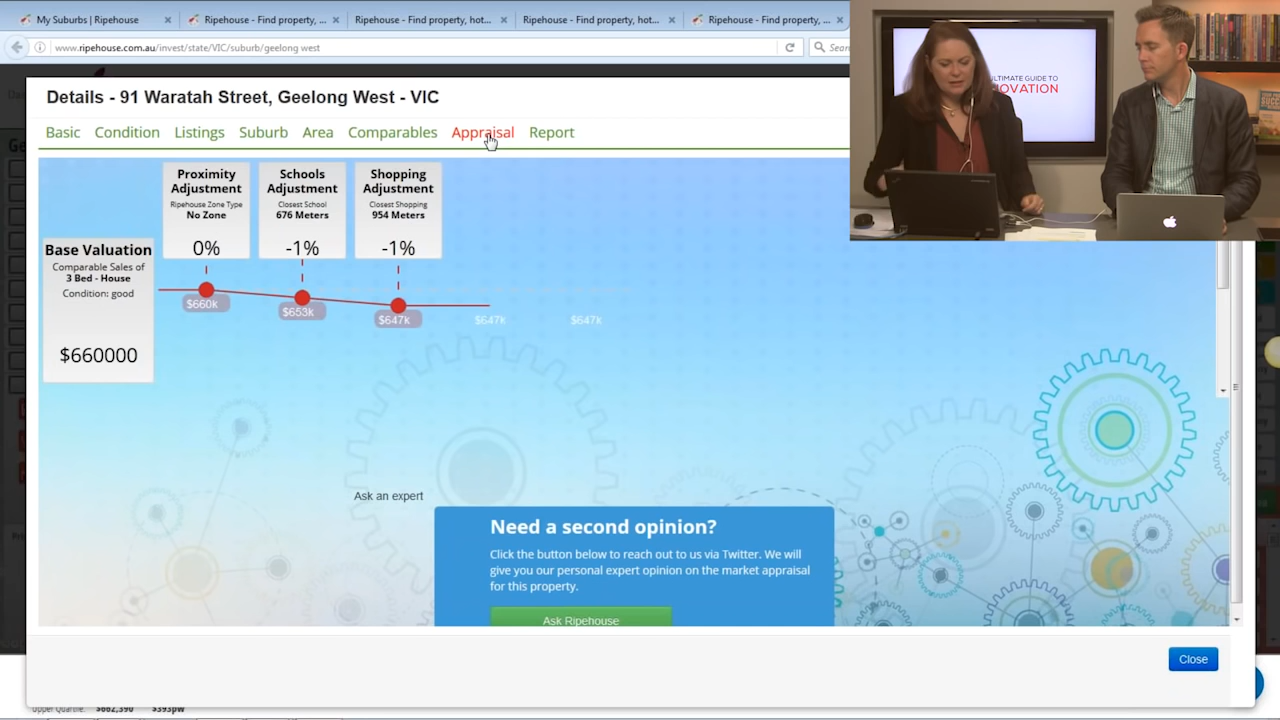 My Suburbs | Ripehouse
Ripehouse - Find property, ...
Ripehouse - Find property, hot...
Ripehouse - Find property, hot...
Ripehouse - Find property, ...
www.ripehouse.com.au/invest/state/VIC/suburb/geelong west
ULTIMATE GUIDE TO
Details - 91 Waratah Street, Geelong West - VIC
Basic Condition Listings Suburb Area Comparables Appraisal Report
Proximity
Adjustment
Ripehouse Zone Type
No Zone
0%
Schools
Adjustment
Closest School
676 Meters
-1%
Shopping
Adjustment
Closest Shopping
954 Meters
-1%
Base Valuation
Comparable Sales of
3 Bed - House
Condition: good
$660000
$660k
$653k
$647k
$647k
$647k
Ask an expert
Need a second opinion?
Click the button below to reach out to us via Twitter. We will
give you our personal expert opinion on the market appraisal
for this property.
Ask Ripehouse
Close
Upper Quartile: $662,390 $393pw